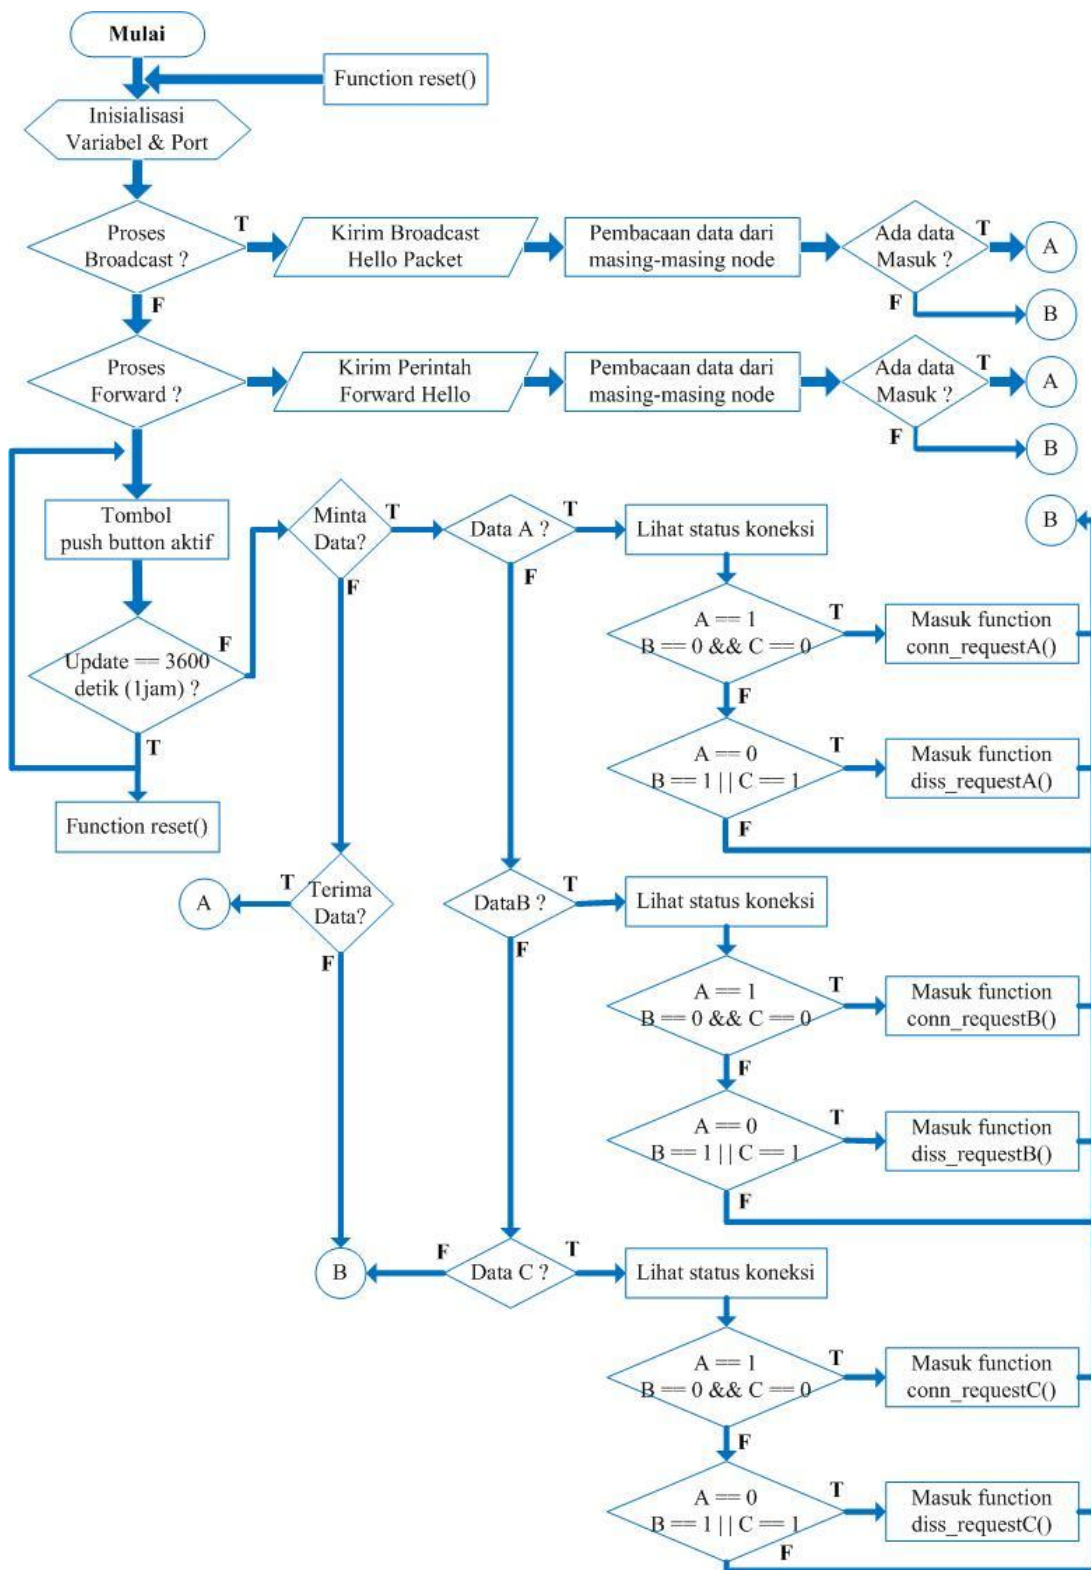 Mulai
Function reset()
Inisialisasi
Variabel & Port
Proses
Broadcast ?
T
F
Kirim Broadcast
Hello Packet
Pembacaan data dari
masing-masing node
Ada data
Masuk ?
T
F
A
B
Proses
Forward ?
Kirim Perintah
Forward Hello
Pembacaan data dari
masing-masing node
Ada data
Masuk ?
T
F
A
B
B
Tombol
push button aktif
Update == 3600
detik (1jam) ?
F
T
Function reset()
Minta
Data?
T
F
Terima
Data?
T
F
A
B
Data A ?
T
F
Lihat status koneksi
A == 1
B == 0 && C == 0
T
F
Masuk function
conn_requestA()
A == 0
B == 1 || C == 1
T
F
Masuk function
diss_requestA()
DataB ?
T
F
Lihat status koneksi
A == 1
B == 0 && C == 0
T
F
Masuk function
conn_requestB()
A == 0
B == 1 || C == 1
T
F
Masuk function
diss_requestB()
Data C ?
F
T
Lihat status koneksi
A == 1
B == 0 && C == 0
T
F
Masuk function
conn_requestC()
A == 0
B == 1 || C == 1
T
F
Masuk function
diss_requestC()